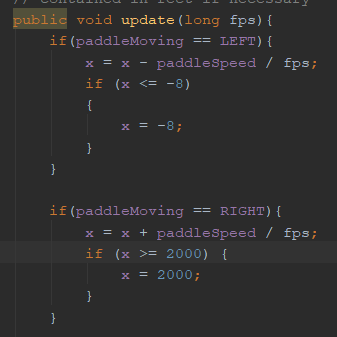 // contained in rect if necessary
public void update(long fps){
if(paddleMoving == LEFT){
x = x - paddleSpeed / fps;
if (x <= -8)
{
x = -8;
}
}
if(paddleMoving == RIGHT){
x = x + paddleSpeed / fps;
if (x >= 2000) {
x = 2000;
}
}